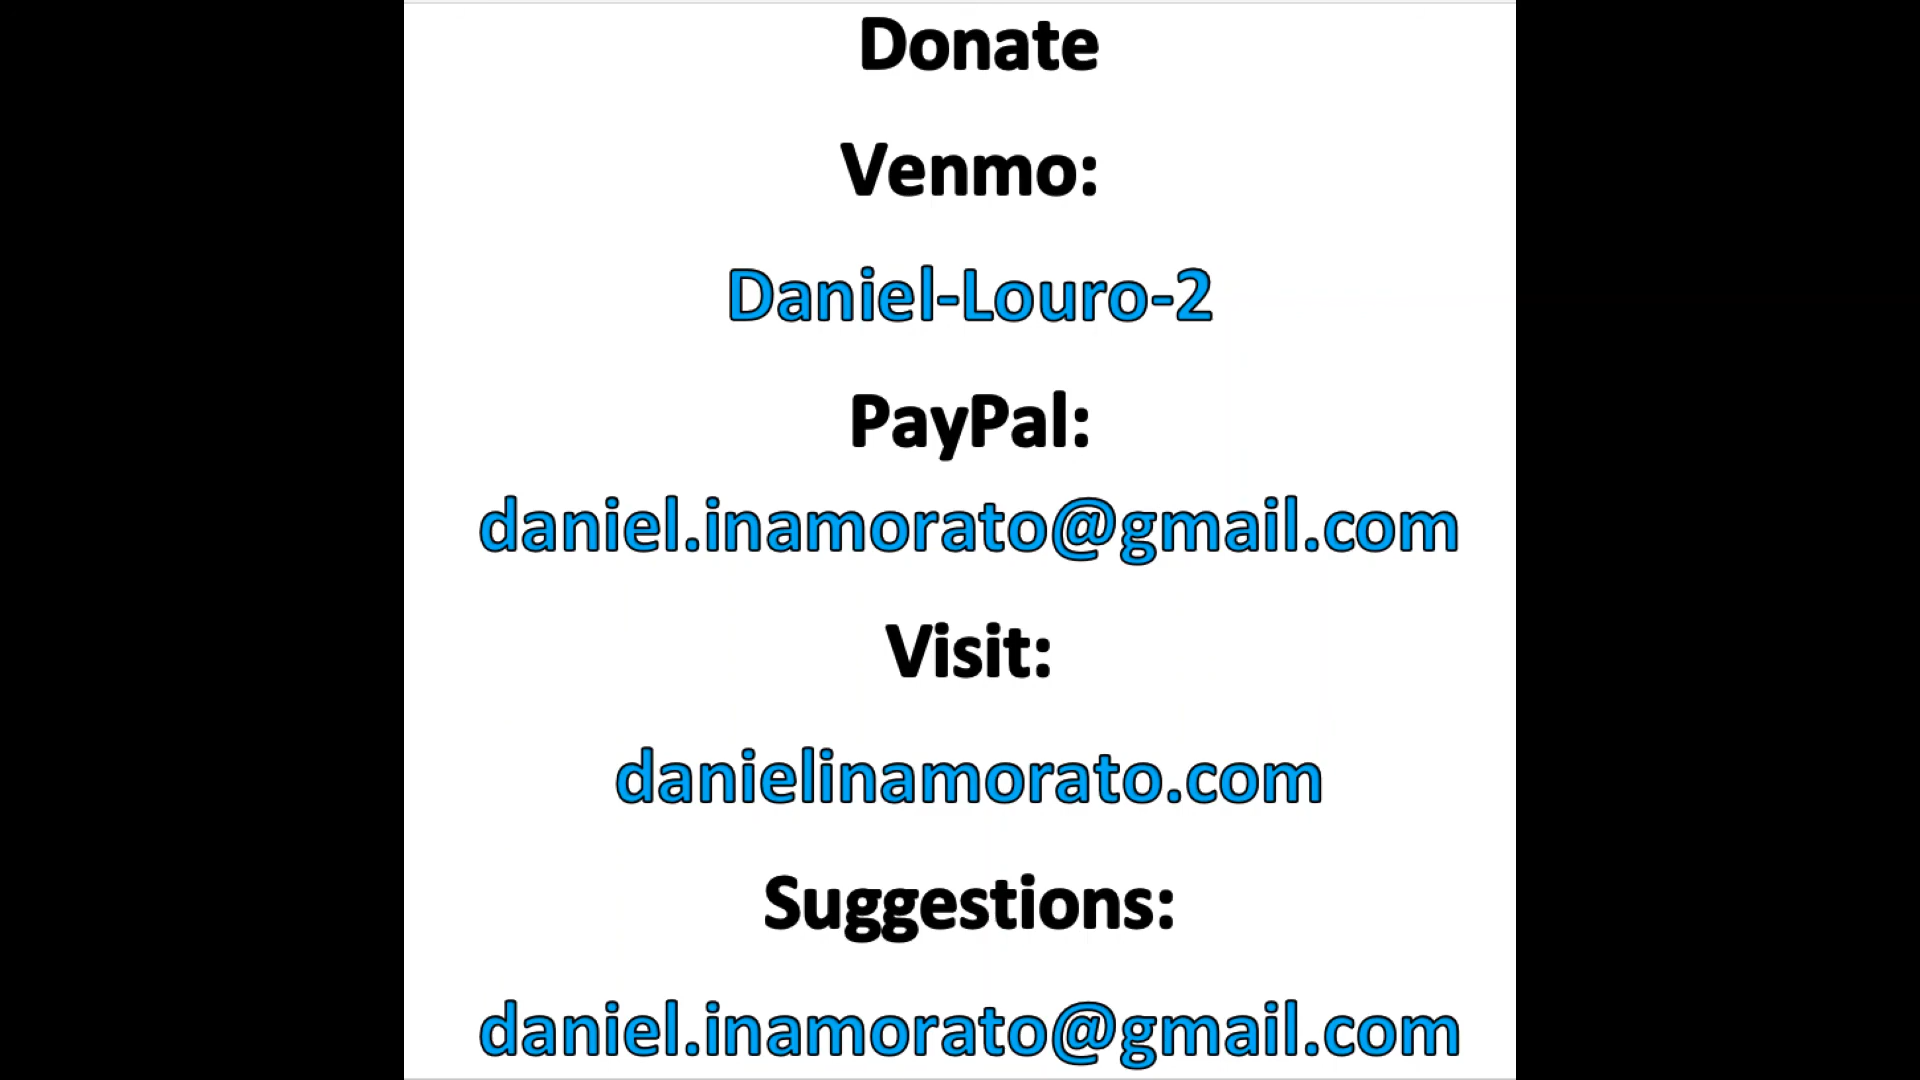 Donate
Venmo:
Daniel-Louro-2
PayPal:
daniel.inamorato@gmail.com
Visit:
danielinamorato.com
Suggestions:
daniel.inamorato@gmail.com